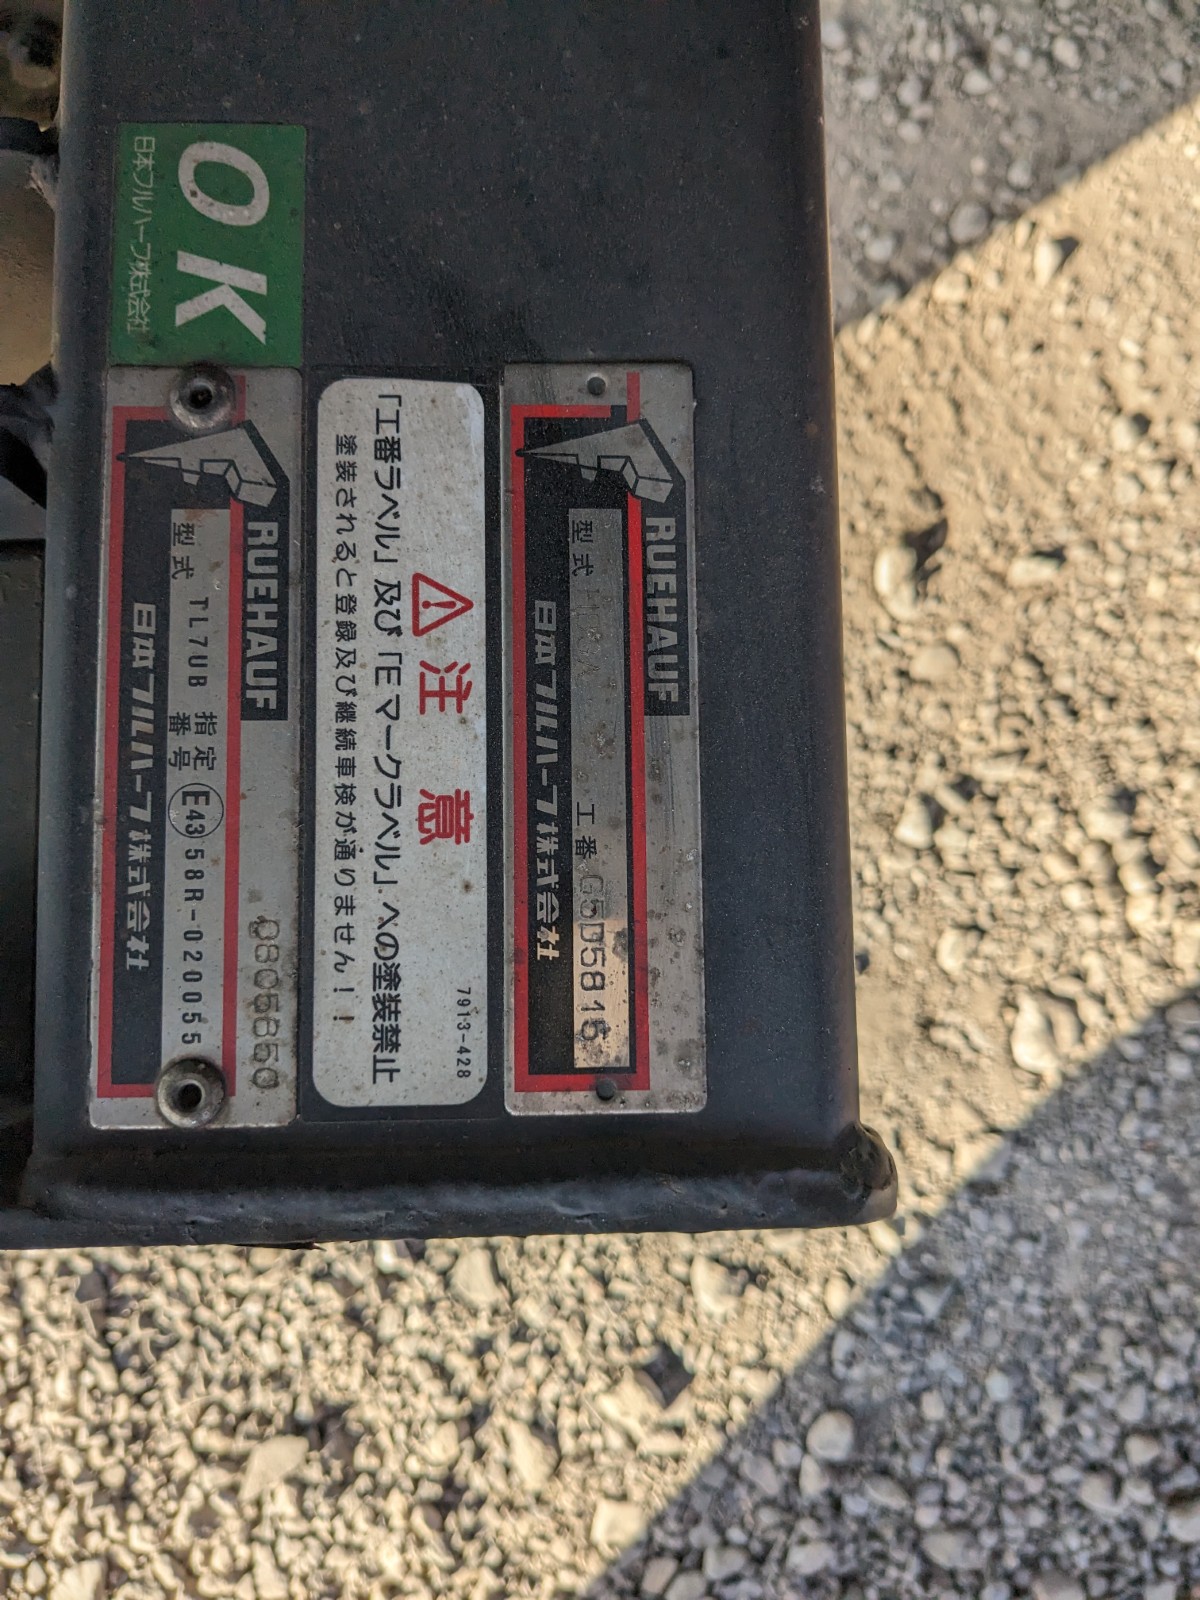 OK
日本フルハーフ株式会社
FRUEHAUF
型式
工番 G5D5815
日本フルハーフ株式会社
注意
「工番ラベル」及び「Eマークラベル」への塗装禁止
塗装されると登録及び継続車検が通りません！！
7913-428
FRUEHAUF
0805650
型式 TL7UB 指定番号 E43 58R-020055
日本フルハーフ株式会社